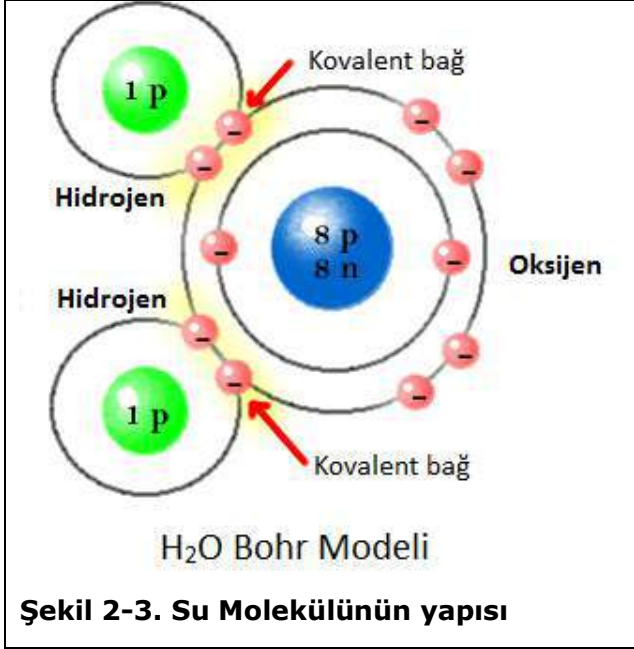 Kovalent bağ
1 p
-
-
-
-
Hidrojen
8 p
8 n
-
-
Oksijen
Hidrojen
-
-
-
-
1 p
Kovalent bağ
H₂O Bohr Modeli
Şekil 2-3. Su Molekülünün yapısı